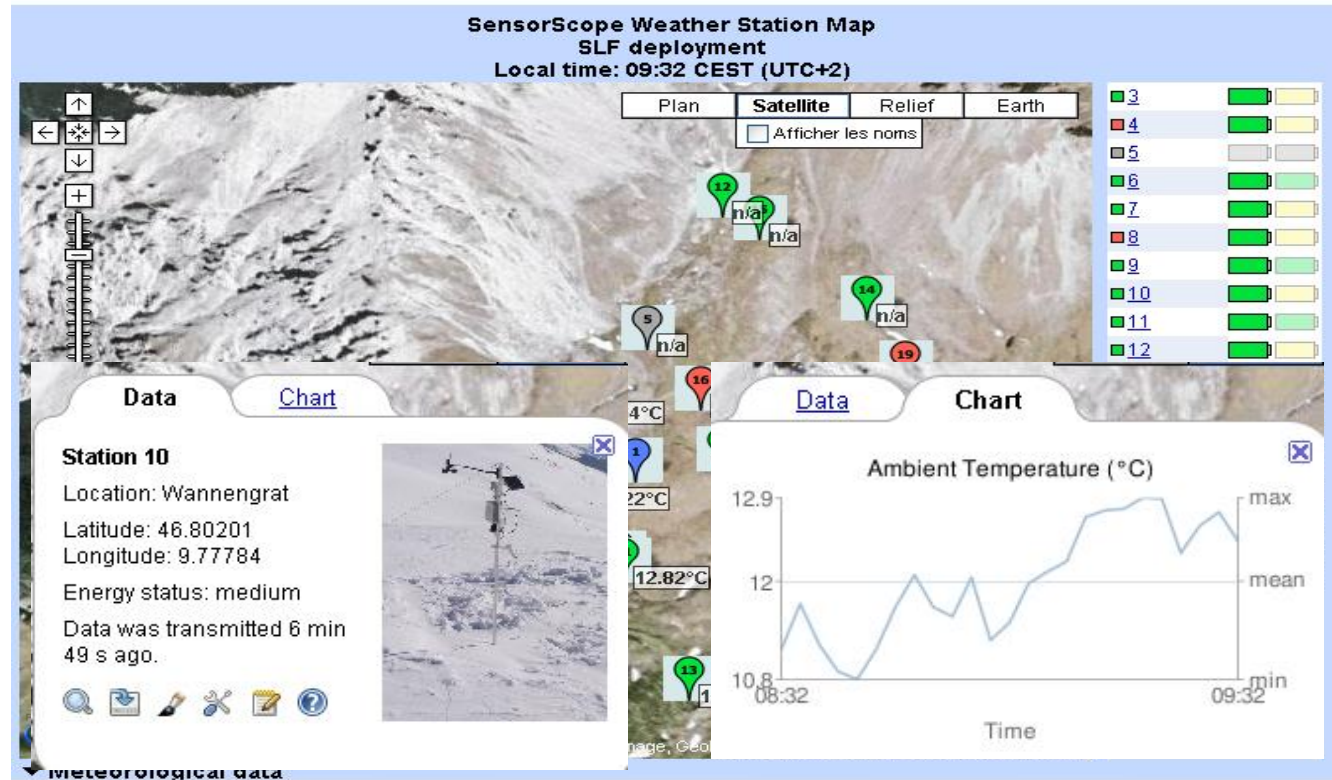 SensorScope Weather Station Map
SLF deployment
Local time: 09:32 CEST (UTC+2)
Plan
Satellite
Relief
Earth
Afficher les noms
3
4
5
6
7
8
9
10
11
12
12
n/a
n/a
14
n/a
5
n/a
19
16
4°C
1
22°C
12.82°C
13
1
Data
Chart
Station 10
Location: Wannengrat
Latitude: 46.80201
Longitude: 9.77784
Energy status: medium
Data was transmitted 6 min
49 s ago.
Data
Chart
Ambient Temperature (°C)
12.9
max
12
mean
10.8
min
08:32
09:32
Time
Meteorological data